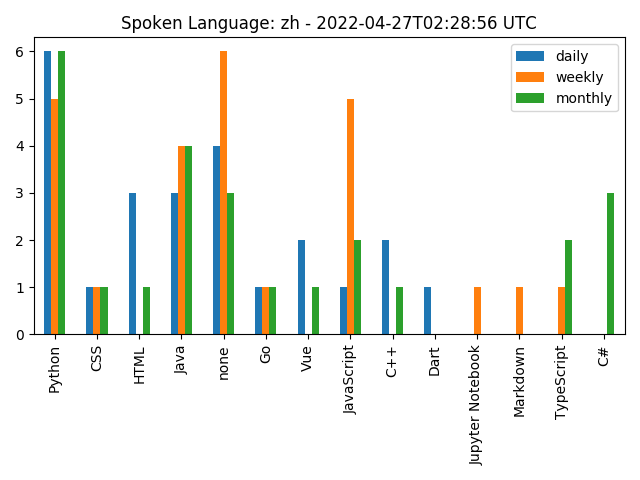 Spoken Language: zh - 2022-04-27T02:28:56 UTC
daily
weekly
monthly
6
5
4
3
2
1
0
Python
CSS
HTML
Java
none
Go
Vue
JavaScript
C++
Dart
Jupyter Notebook
Markdown
TypeScript
C#